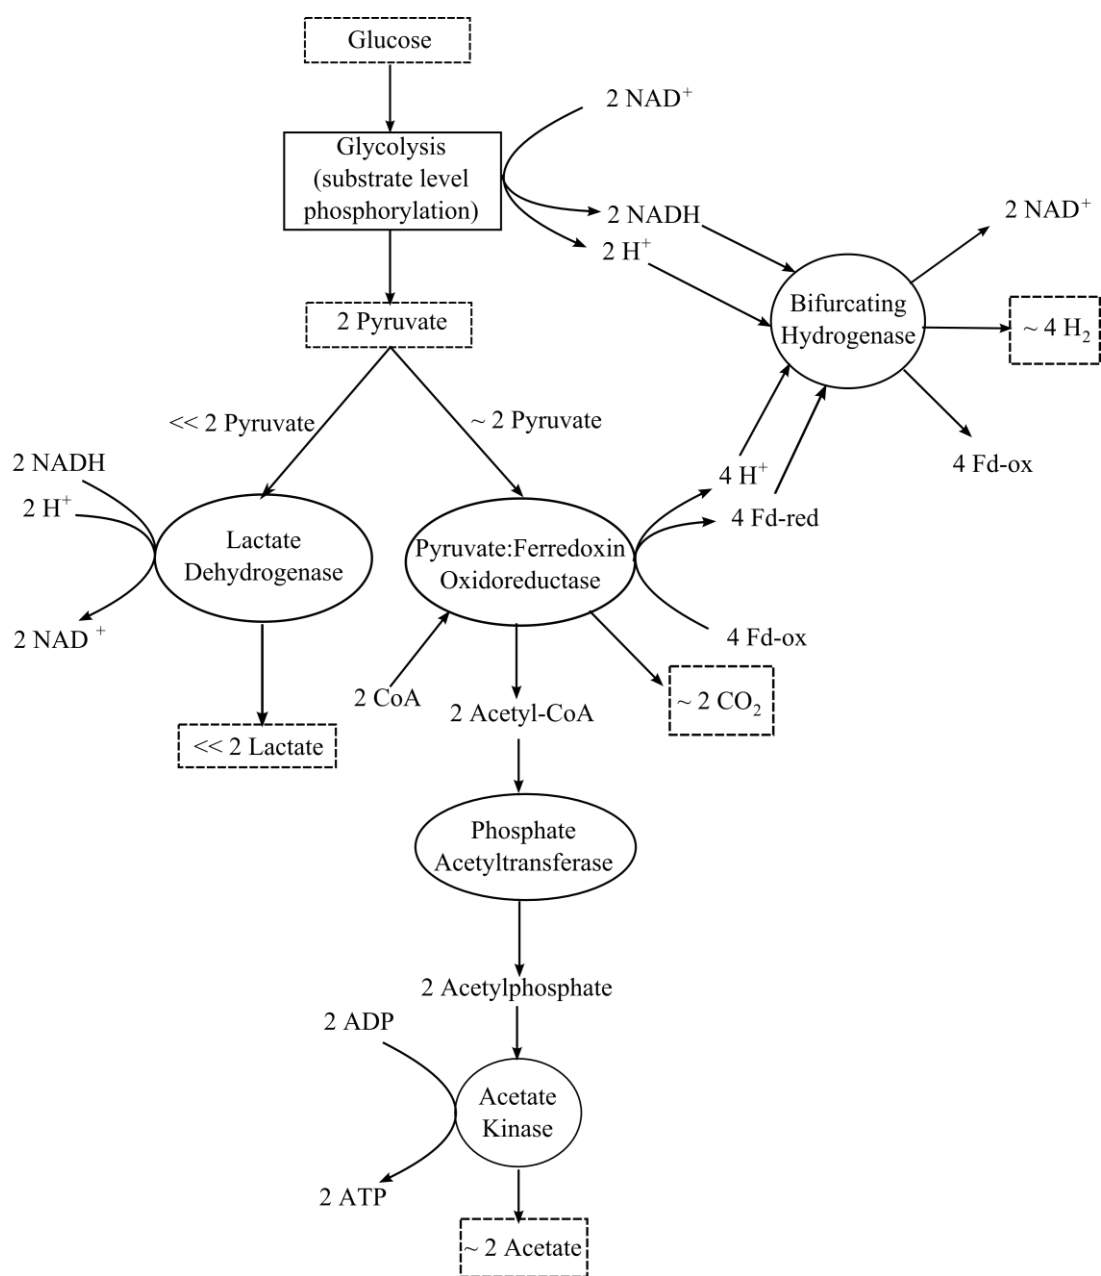 Glucose
2 NAD⁺
Glycolysis
(substrate level
phosphorylation)
2 NADH
2 H⁺
2 NAD⁺
Bifurcating
Hydrogenase
~ 4 H₂
2 Pyruvate
<< 2 Pyruvate
~ 2 Pyruvate
2 NADH
2 H⁺
4 H⁺
4 Fd-ox
4 Fd-red
Lactate
Dehydrogenase
Pyruvate:Ferredoxin
Oxidoreductase
2 NAD ⁺
4 Fd-ox
2 CoA
2 Acetyl-CoA
~ 2 CO₂
<< 2 Lactate
Phosphate
Acetyltransferase
2 Acetylphosphate
2 ADP
Acetate
Kinase
2 ATP
~ 2 Acetate